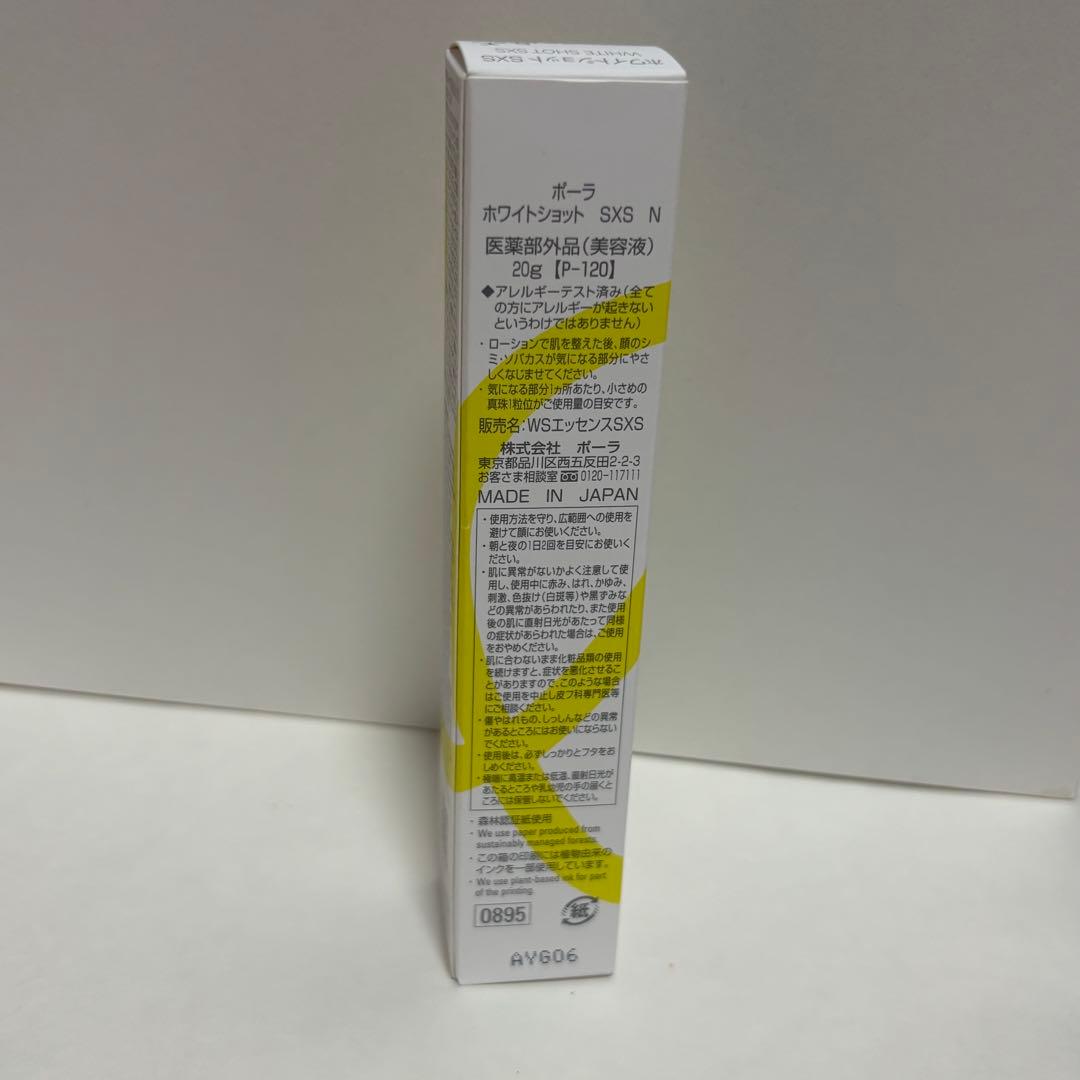 ホワイトショット SXS
WHITE SHOT SXS
ポーラ
ホワイトショット SXS N
医薬部外品(美容液)
20g【P-120】
◆アレルギーテスト済み(全て
の方にアレルギーが起きない
というわけではありません)
・ローションで肌を整えた後、顔のシ
ミ・ソバカスが気になる部分にやさ
しくなじませてください。
・気になる部分1ヵ所あたり、小さめの
真珠1粒位がご使用量の目安です。
販売名:WSエッセンスSXS
株式会社 ポーラ
東京都品川区西五反田2-2-3
お客さま相談室 0120-117111
MADE IN JAPAN
・使用方法を守り、広範囲への使用を
避けて顔にお使いください。
・朝と夜の1日2回を目安にお使いく
ださい。
・肌に異常がないかよく注意して使
用し、使用中に赤み、はれ、かゆみ、
刺激、色抜け(白斑等)や黒ずみな
どの異常があらわれたり、また使用
後の肌に直射日光があたって同様
の症状があらわれた場合は、ご使用
をおやめください。
・肌に合わないまま化粧品類の使用
を続けますと、症状を悪化させるこ
とがありますので、このような場合
はご使用を中止し皮フ科専門医等
にご相談ください。
・傷やはれもの、しっしんなどの異常
があるところにはお使いにならない
でください。
・使用後は、必ずしっかりとフタをお
しめください。
・極端に高温または低温、直射日光が
あたるところや乳幼児の手の届くと
ころには保管しないでください。
・森林認証紙使用
・We use paper produced from
sustainably managed forests.
・この箱の印刷には植物由来の
インクを一部使用しています。
・We use plant-based ink for part
of the printing.
0895 紙
AYG06